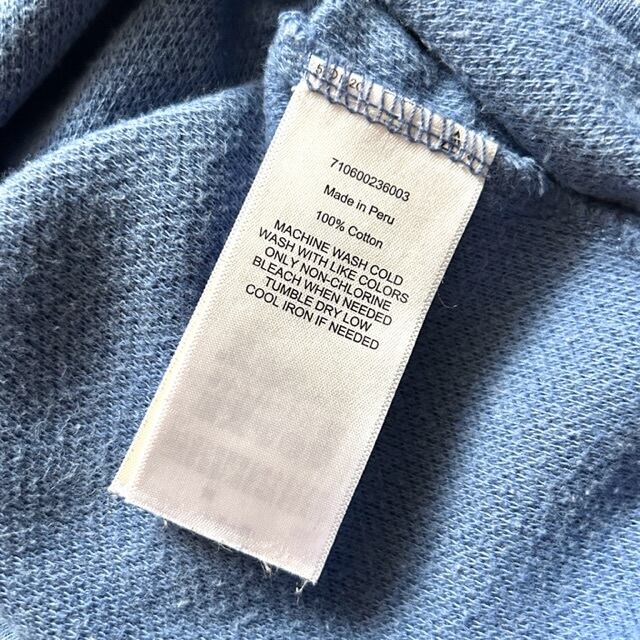 710600236003
Made in Peru
100% Cotton
MACHINE WASH COLD
WASH WITH LIKE COLORS
ONLY NON-CHLORINE
BLEACH WHEN NEEDED
TUMBLE DRY LOW
COOL IRON IF NEEDED